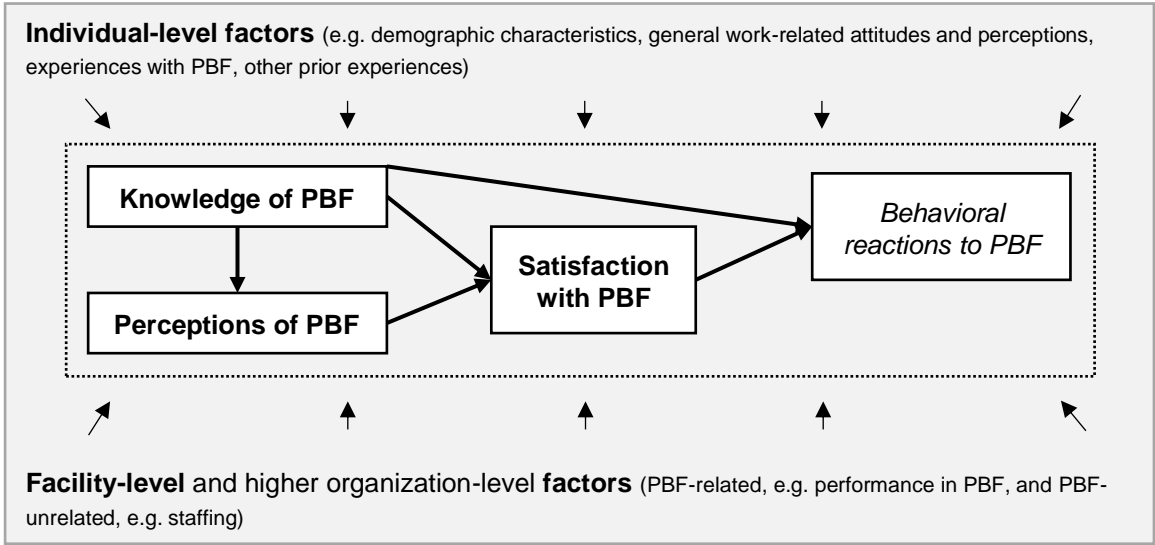 Individual-level factors (e.g. demographic characteristics, general work-related attitudes and perceptions,
experiences with PBF, other prior experiences)
Knowledge of PBF
Perceptions of PBF
Satisfaction
with PBF
Behavioral
reactions to PBF
Facility-level and higher organization-level factors (PBF-related, e.g. performance in PBF, and PBF-
unrelated, e.g. staffing)